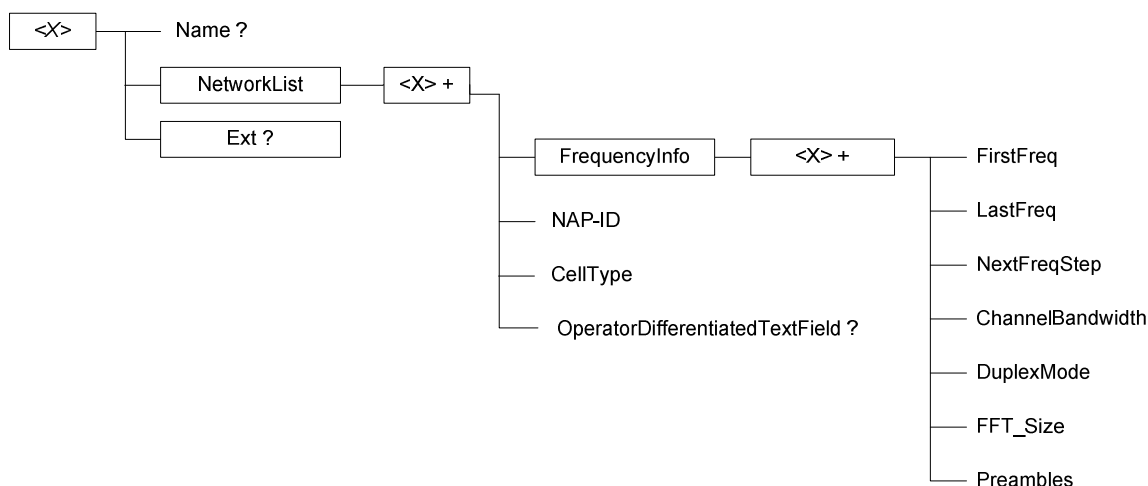 <X>
Name ?
NetworkList
<X> +
Ext ?
FrequencyInfo
<X> +
FirstFreq
NAP-ID
LastFreq
CellType
NextFreqStep
OperatorDifferentiatedTextField ?
ChannelBandwidth
DuplexMode
FFT_Size
Preambles